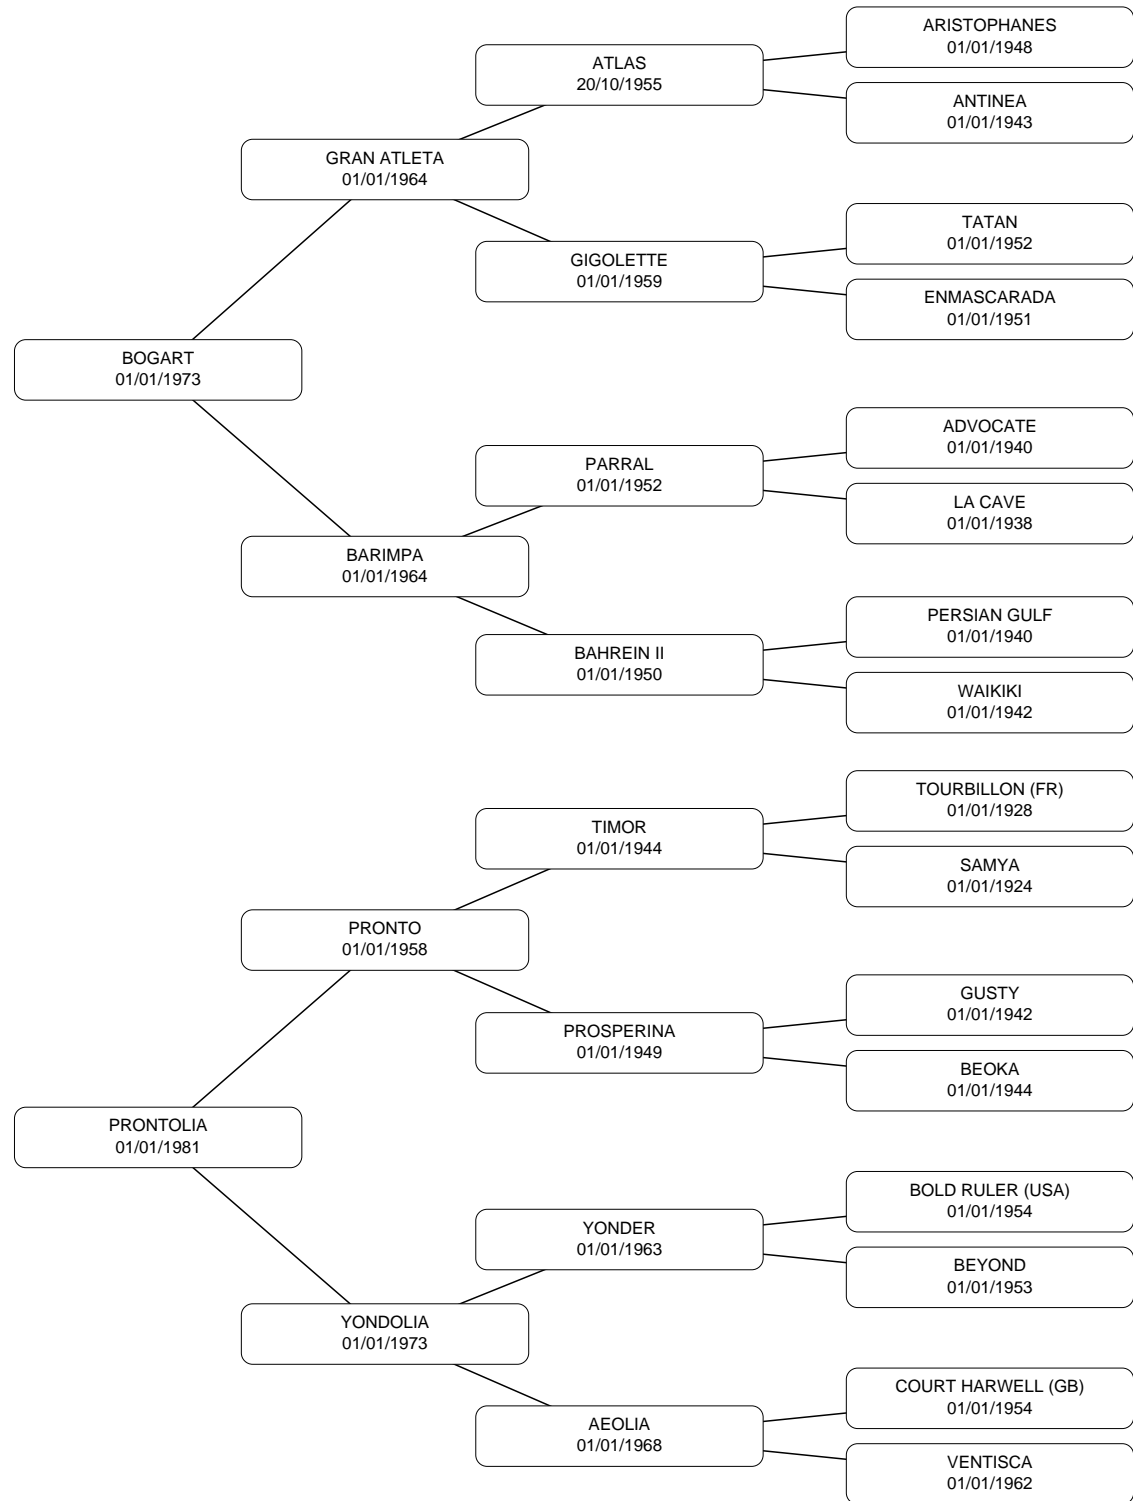 ARISTOPHANES
01/01/1948
ATLAS
20/10/1955
ANTINEA
01/01/1943
GRAN ATLETA
01/01/1964
TATAN
01/01/1952
GIGOLETTE
01/01/1959
ENMASCARADA
01/01/1951
BOGART
01/01/1973
ADVOCATE
01/01/1940
PARRAL
01/01/1952
LA CAVE
01/01/1938
BARIMPA
01/01/1964
PERSIAN GULF
01/01/1940
BAHREIN II
01/01/1950
WAIKIKI
01/01/1942
TOURBILLON (FR)
01/01/1928
TIMOR
01/01/1944
SAMYA
01/01/1924
PRONTO
01/01/1958
GUSTY
01/01/1942
PROSPERINA
01/01/1949
BEOKA
01/01/1944
PRONTOLIA
01/01/1981
BOLD RULER (USA)
01/01/1954
YONDER
01/01/1963
BEYOND
01/01/1953
YONDOLIA
01/01/1973
COURT HARWELL (GB)
01/01/1954
AEOLIA
01/01/1968
VENTISCA
01/01/1962